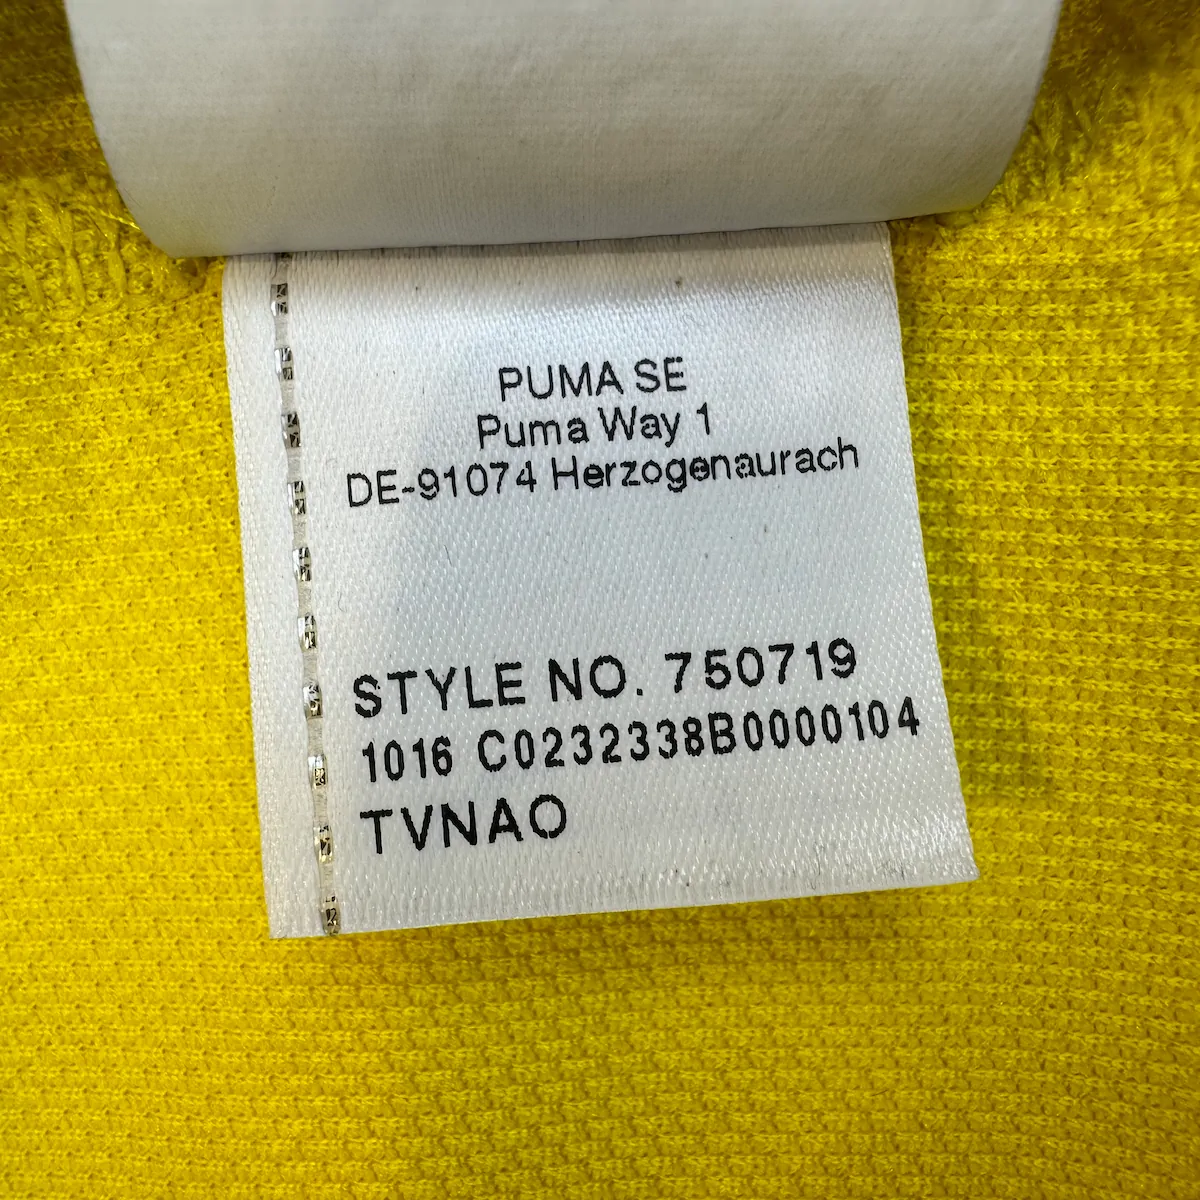 PUMA SE
Puma Way 1
DE-91074 Herzogenaurach
STYLE NO. 750719
1016 C0232338B0000104
TVNAO